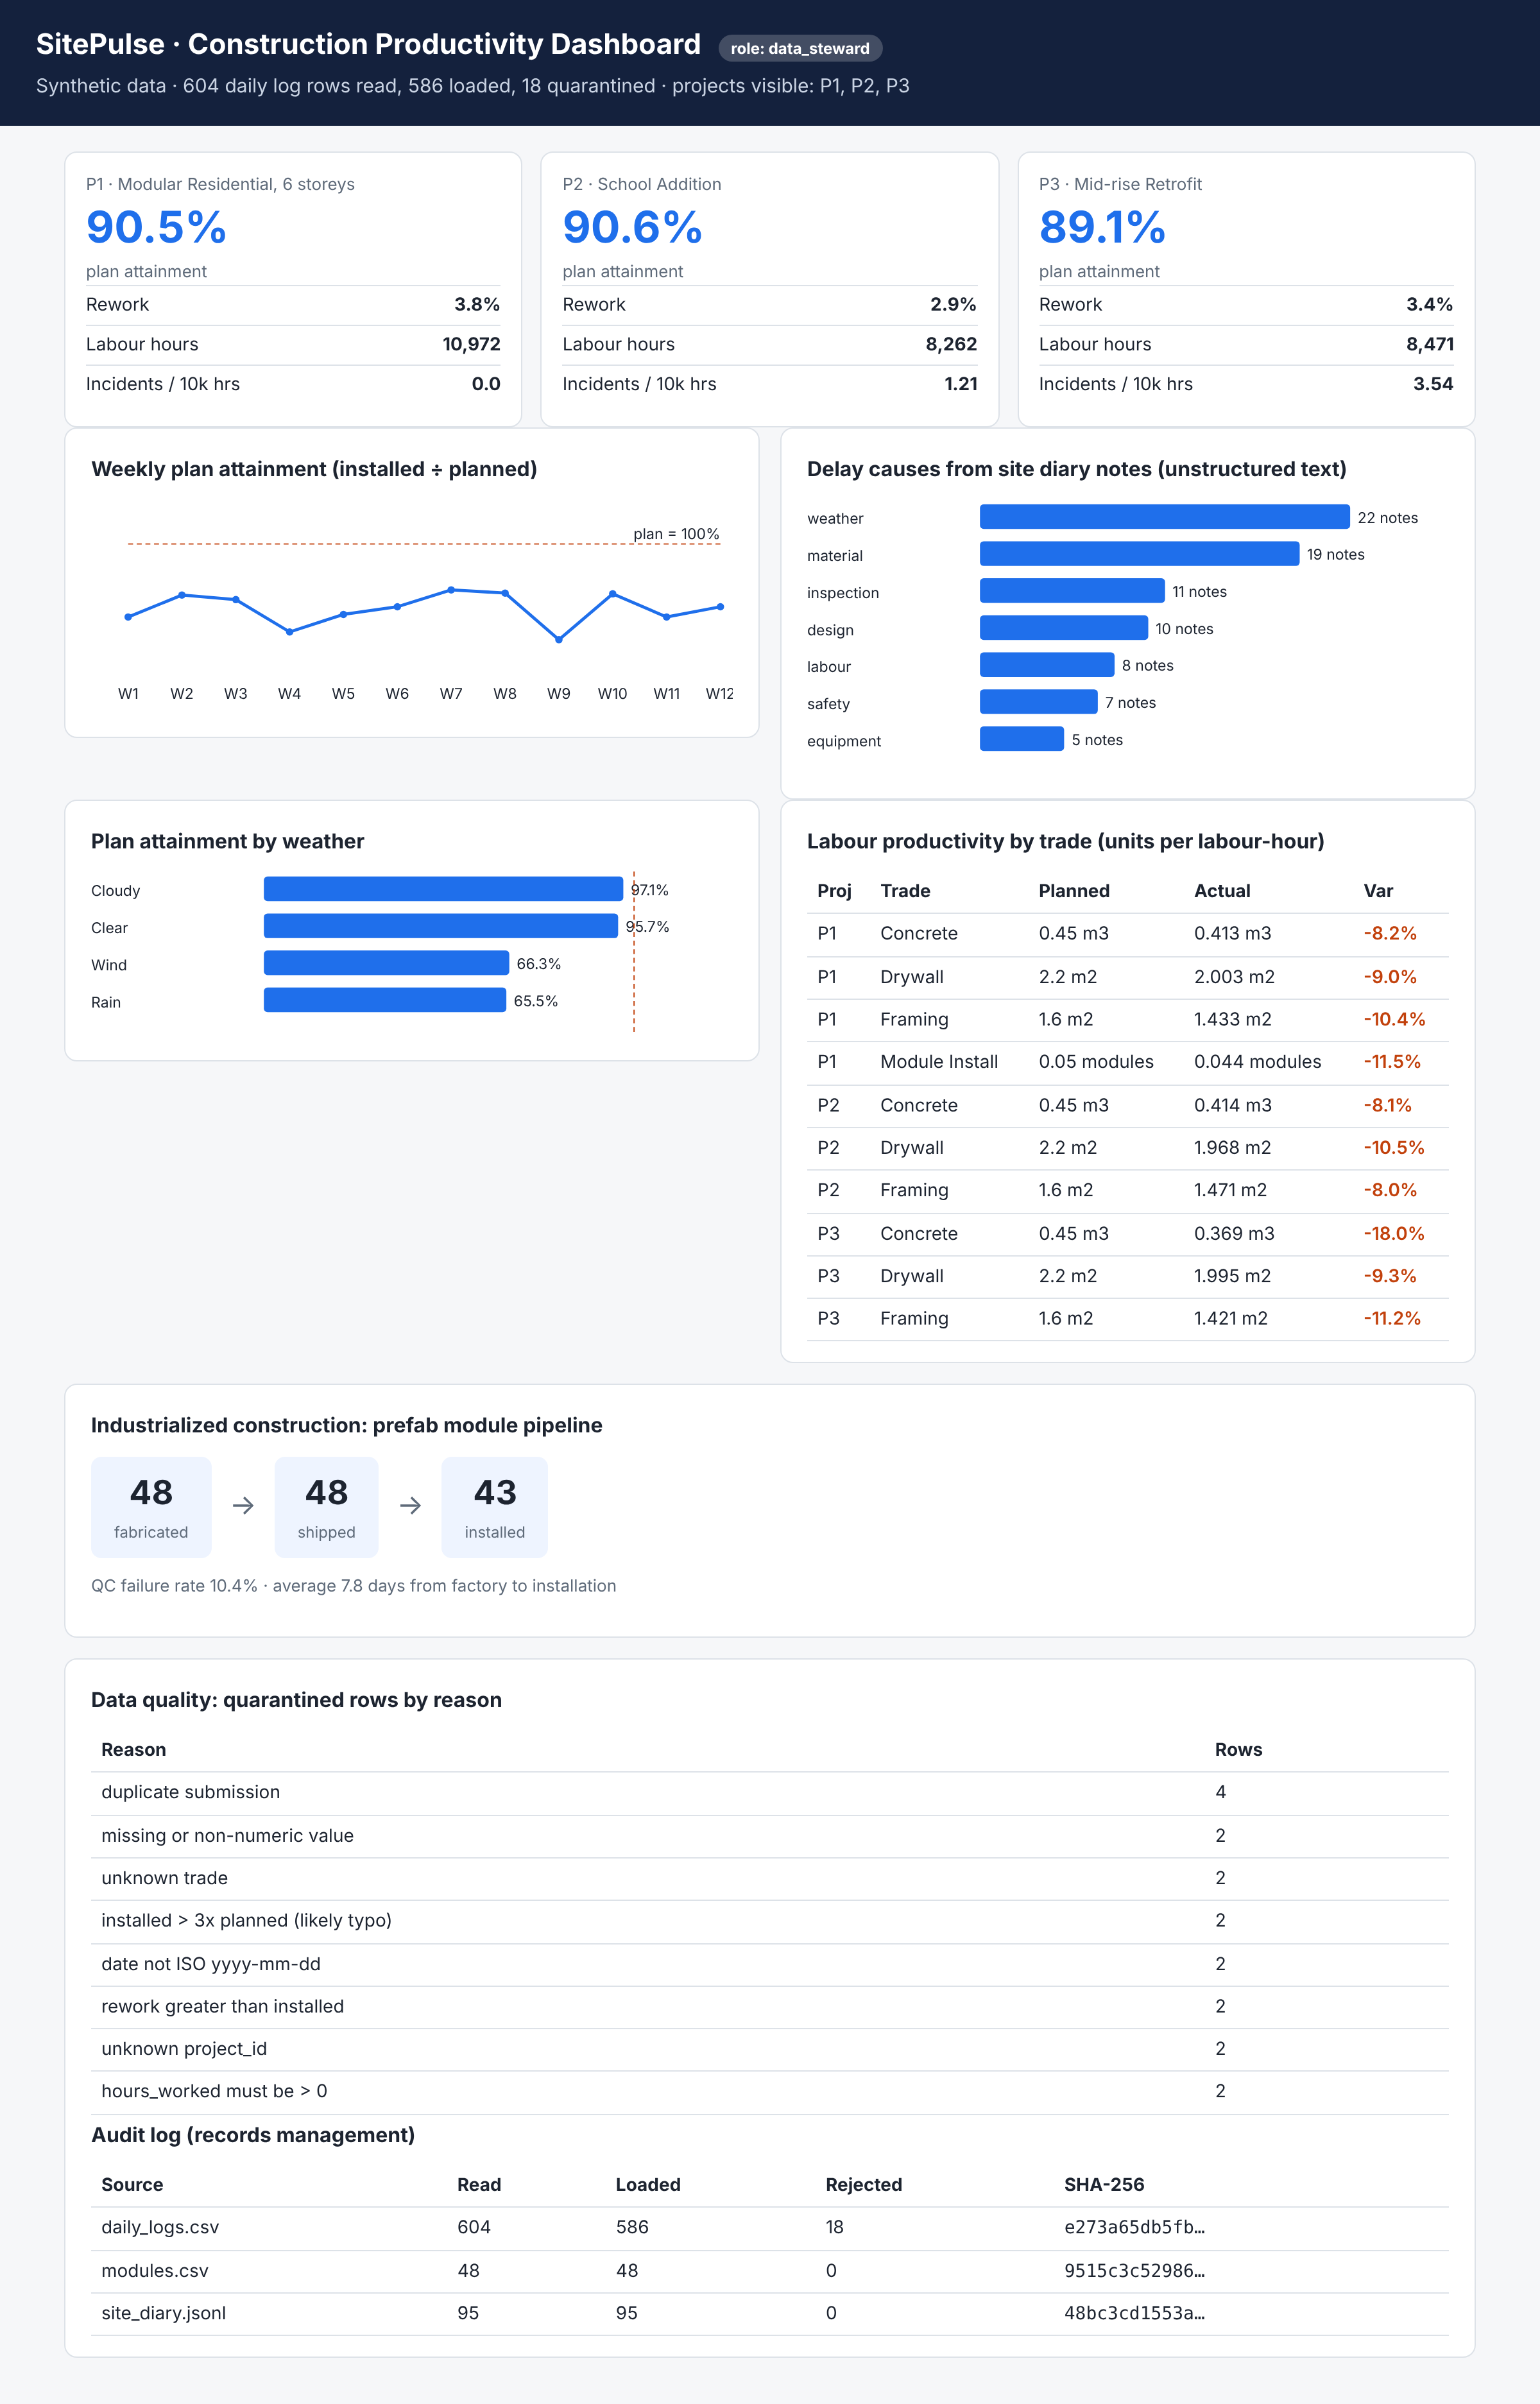 SitePulse · Construction Productivity Dashboard role: data_steward
Synthetic data · 604 daily log rows read, 586 loaded, 18 quarantined · projects visible: P1, P2, P3
P1 · Modular Residential, 6 storeys
90.5%
plan attainment
Rework 3.8%
Labour hours 10,972
Incidents / 10k hrs 0.0
P2 · School Addition
90.6%
plan attainment
Rework 2.9%
Labour hours 8,262
Incidents / 10k hrs 1.21
P3 · Mid-rise Retrofit
89.1%
plan attainment
Rework 3.4%
Labour hours 8,471
Incidents / 10k hrs 3.54
Weekly plan attainment (installed ÷ planned)
plan = 100%
W1 W2 W3 W4 W5 W6 W7 W8 W9 W10 W11 W12
Delay causes from site diary notes (unstructured text)
weather 22 notes
material 19 notes
inspection 11 notes
design 10 notes
labour 8 notes
safety 7 notes
equipment 5 notes
Plan attainment by weather
Cloudy 97.1%
Clear 95.7%
Wind 66.3%
Rain 65.5%
Labour productivity by trade (units per labour-hour)
Proj Trade Planned Actual Var
P1 Concrete 0.45 m3 0.413 m3 -8.2%
P1 Drywall 2.2 m2 2.003 m2 -9.0%
P1 Framing 1.6 m2 1.433 m2 -10.4%
P1 Module Install 0.05 modules 0.044 modules -11.5%
P2 Concrete 0.45 m3 0.414 m3 -8.1%
P2 Drywall 2.2 m2 1.968 m2 -10.5%
P2 Framing 1.6 m2 1.471 m2 -8.0%
P3 Concrete 0.45 m3 0.369 m3 -18.0%
P3 Drywall 2.2 m2 1.995 m2 -9.3%
P3 Framing 1.6 m2 1.421 m2 -11.2%
Industrialized construction: prefab module pipeline
48 → 48 → 43
fabricated shipped installed
QC failure rate 10.4% · average 7.8 days from factory to installation
Data quality: quarantined rows by reason
Reason Rows
duplicate submission 4
missing or non-numeric value 2
unknown trade 2
installed > 3x planned (likely typo) 2
date not ISO yyyy-mm-dd 2
rework greater than installed 2
unknown project_id 2
hours_worked must be > 0 2
Audit log (records management)
Source Read Loaded Rejected SHA-256
daily_logs.csv 604 586 18 e273a65db5fb…
modules.csv 48 48 0 9515c3c52986…
site_diary.jsonl 95 95 0 48bc3cd1553a…